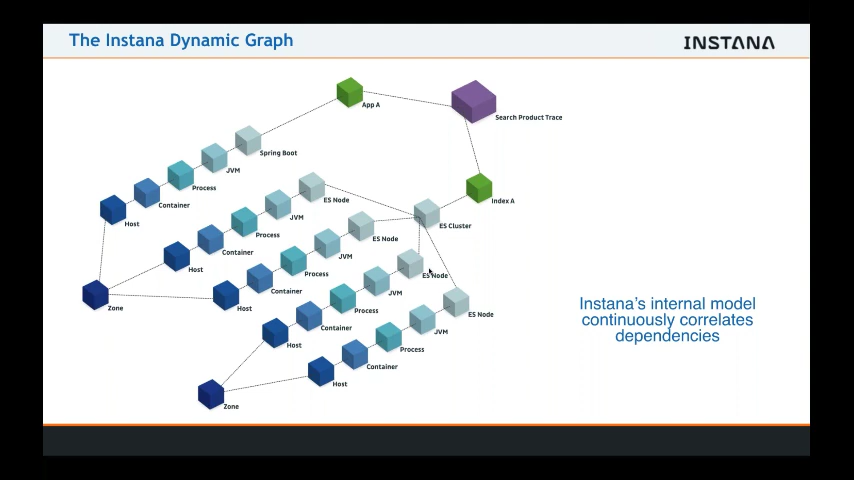 The Instana Dynamic Graph
INSTANA
App A
Search Product Trace
Spring Boot
JVM
Process
Container
Host
ES Node
JVM
Process
Container
Host
Index A
ES Cluster
ES Node
JVM
Process
Container
Host
Zone
ES Node
JVM
Process
Container
Host
ES Node
JVM
Process
Container
Host
Zone
Instana's internal model
continuously correlates
dependencies